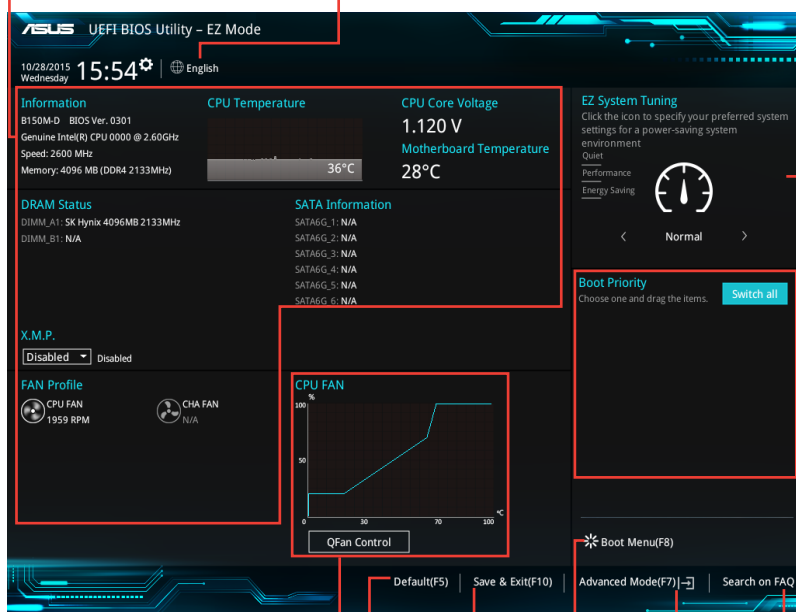 ASUS UEFI BIOS Utility – EZ Mode
10/28/2015
Wednesday
15:54
English
Information
B150M-D BIOS Ver. 0301
Genuine Intel(R) CPU 0000 @ 2.60GHz
Speed: 2600 MHz
Memory: 4096 MB (DDR4 2133MHz)
CPU Temperature
36°C
CPU Core Voltage
1.120 V
Motherboard Temperature
28°C
EZ System Tuning
Click the icon to specify your preferred system
settings for a power-saving system
environment
Quiet
Performance
Energy Saving
Normal
DRAM Status
DIMM_A1: SK Hynix 4096MB 2133MHz
DIMM_B1: N/A
SATA Information
SATA6G_1: N/A
SATA6G_2: N/A
SATA6G_3: N/A
SATA6G_4: N/A
SATA6G_5: N/A
SATA6G_6: N/A
Boot Priority
Choose one and drag the items.
Switch all
X.M.P.
Disabled Disabled
FAN Profile
CPU FAN
1959 RPM
CHA FAN
N/A
CPU FAN
%
100
50
0 30 70 100
°C
QFan Control
Boot Menu(F8)
Default(F5) Save & Exit(F10) Advanced Mode(F7) Search on FAQ